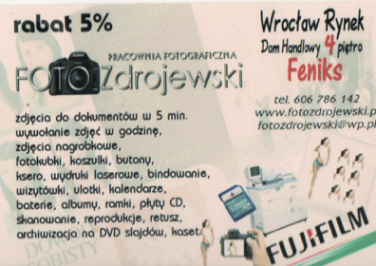 rabat 5%
PRACOWNIA FOTOGRAFICZNA
FOTO Zdrojewski
Wrocław Rynek
Dom Handlowy 4 piętro
Feniks
tel. 606 786 142
www.fotozdrojewski.p
fotozdrojewski@wp.pl
zdjęcia do dokumentów w 5 min.
wywołanie zdjęć w godzinę,
zdjęcia nagrobkowe,
fotokubki, koszulki, butony,
ksero, wydruki laserowe, bindowanie,
wizytówki, ulotki, kalendarze,
baterie, albumy, ramki, płyty CD,
skanowanie, reprodukcje, retusz,
archiwizacja na DVD slajdów, kaset
FUJIFILM